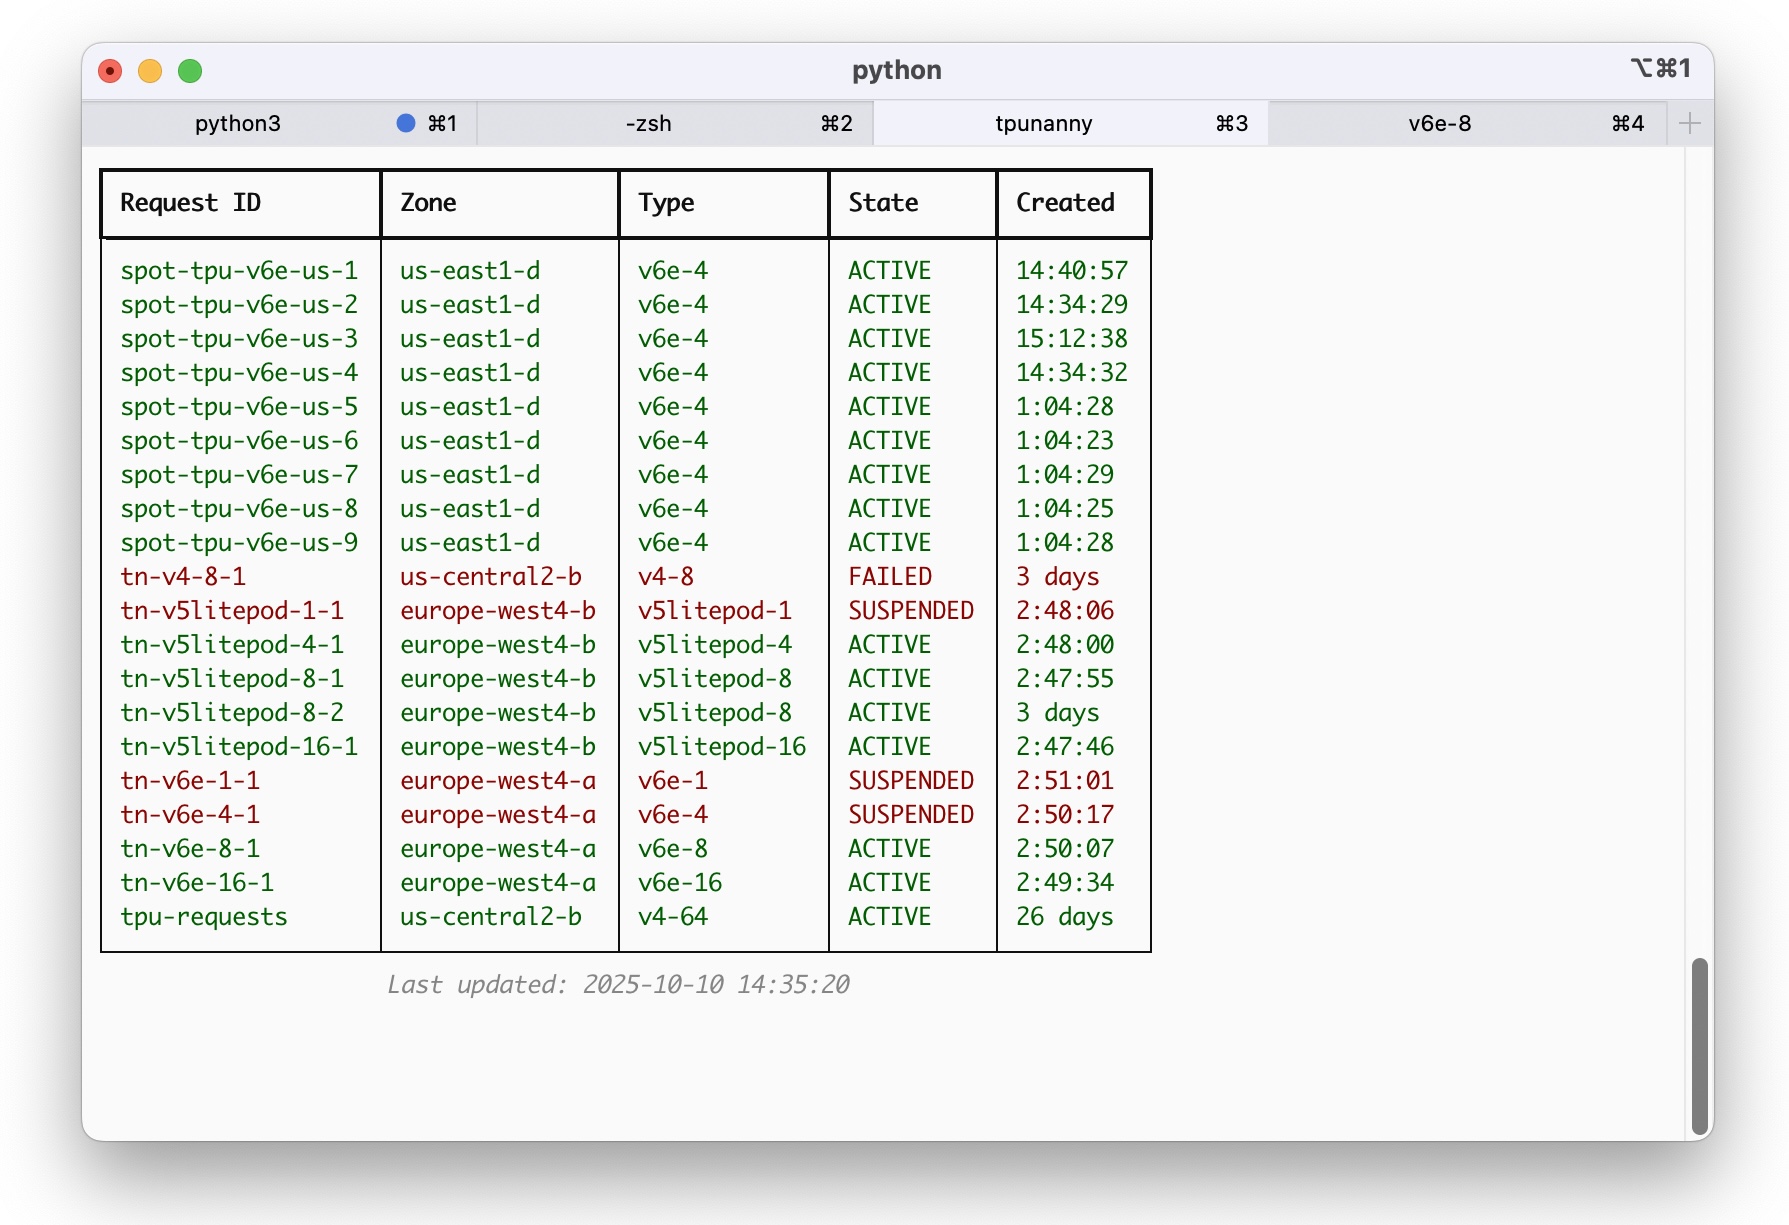 python ⌥⌘1
python3 ⌘1 -zsh ⌘2 tpunanny ⌘3 v6e-8 ⌘4 +
Request ID Zone Type State Created
spot-tpu-v6e-us-1 us-east1-d v6e-4 ACTIVE 14:40:57
spot-tpu-v6e-us-2 us-east1-d v6e-4 ACTIVE 14:34:29
spot-tpu-v6e-us-3 us-east1-d v6e-4 ACTIVE 15:12:38
spot-tpu-v6e-us-4 us-east1-d v6e-4 ACTIVE 14:34:32
spot-tpu-v6e-us-5 us-east1-d v6e-4 ACTIVE 1:04:28
spot-tpu-v6e-us-6 us-east1-d v6e-4 ACTIVE 1:04:23
spot-tpu-v6e-us-7 us-east1-d v6e-4 ACTIVE 1:04:29
spot-tpu-v6e-us-8 us-east1-d v6e-4 ACTIVE 1:04:25
spot-tpu-v6e-us-9 us-east1-d v6e-4 ACTIVE 1:04:28
tn-v4-8-1 us-central2-b v4-8 FAILED 3 days
tn-v5litepod-1-1 europe-west4-b v5litepod-1 SUSPENDED 2:48:06
tn-v5litepod-4-1 europe-west4-b v5litepod-4 ACTIVE 2:48:00
tn-v5litepod-8-1 europe-west4-b v5litepod-8 ACTIVE 2:47:55
tn-v5litepod-8-2 europe-west4-b v5litepod-8 ACTIVE 3 days
tn-v5litepod-16-1 europe-west4-b v5litepod-16 ACTIVE 2:47:46
tn-v6e-1-1 europe-west4-a v6e-1 SUSPENDED 2:51:01
tn-v6e-4-1 europe-west4-a v6e-4 SUSPENDED 2:50:17
tn-v6e-8-1 europe-west4-a v6e-8 ACTIVE 2:50:07
tn-v6e-16-1 europe-west4-a v6e-16 ACTIVE 2:49:34
tpu-requests us-central2-b v4-64 ACTIVE 26 days
Last updated: 2025-10-10 14:35:20